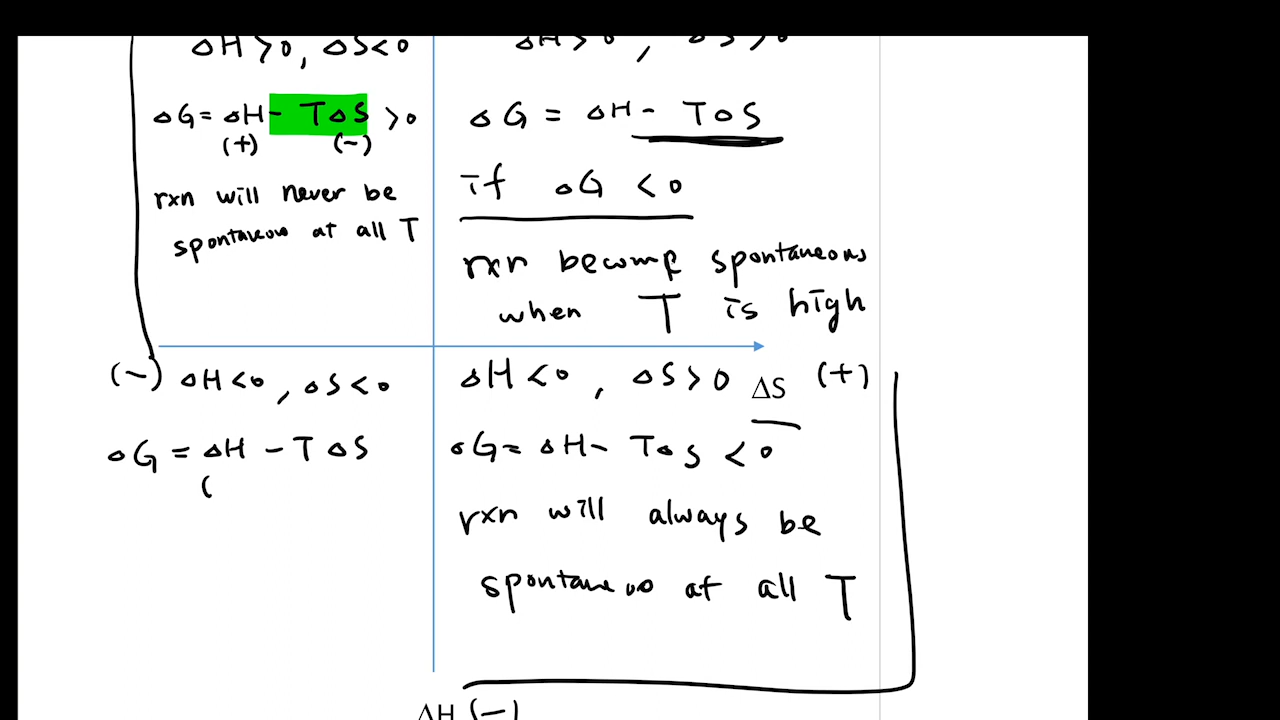 ΔH>0, ΔS<0
ΔH>0, ΔS>0
ΔG = ΔH - TΔS >0
(+) (-)
rxn will never be
spontaneous at all T
ΔG = ΔH - TΔS
if ΔG <0
rxn become spontaneous
when T is high
(-) ΔH<0, ΔS<0
ΔG = ΔH - TΔS
(
ΔH<0, ΔS>0 ΔS (+)
ΔG= ΔH- TΔS <0
rxn will always be
spontaneous at all T
ΔH (-)